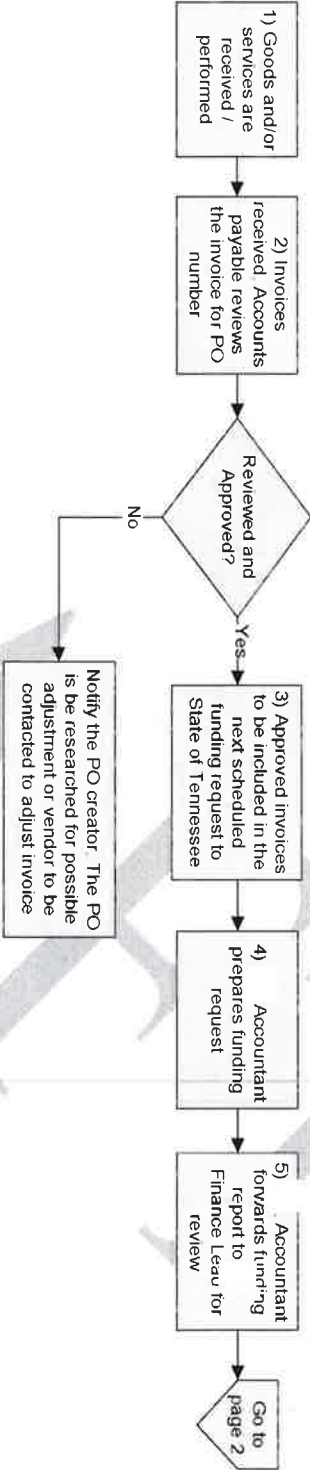 1) Goods and/or
services are
received /
performed
2) Invoices
received. Accounts
payable reviews
the invoice for PO
number
Reviewed and
Approved?
Yes
No
Notify the PO creator. The PO
is be researched for possible
adjustment or vendor to be
contacted to adjust invoice
3) Approved invoices
to be included in the
next scheduled
funding request to
State of Tennessee
4) Accountant
prepares funding
request
5) Accountant
forwards funding
report to
Finance Lead for
review
Go to
page 2